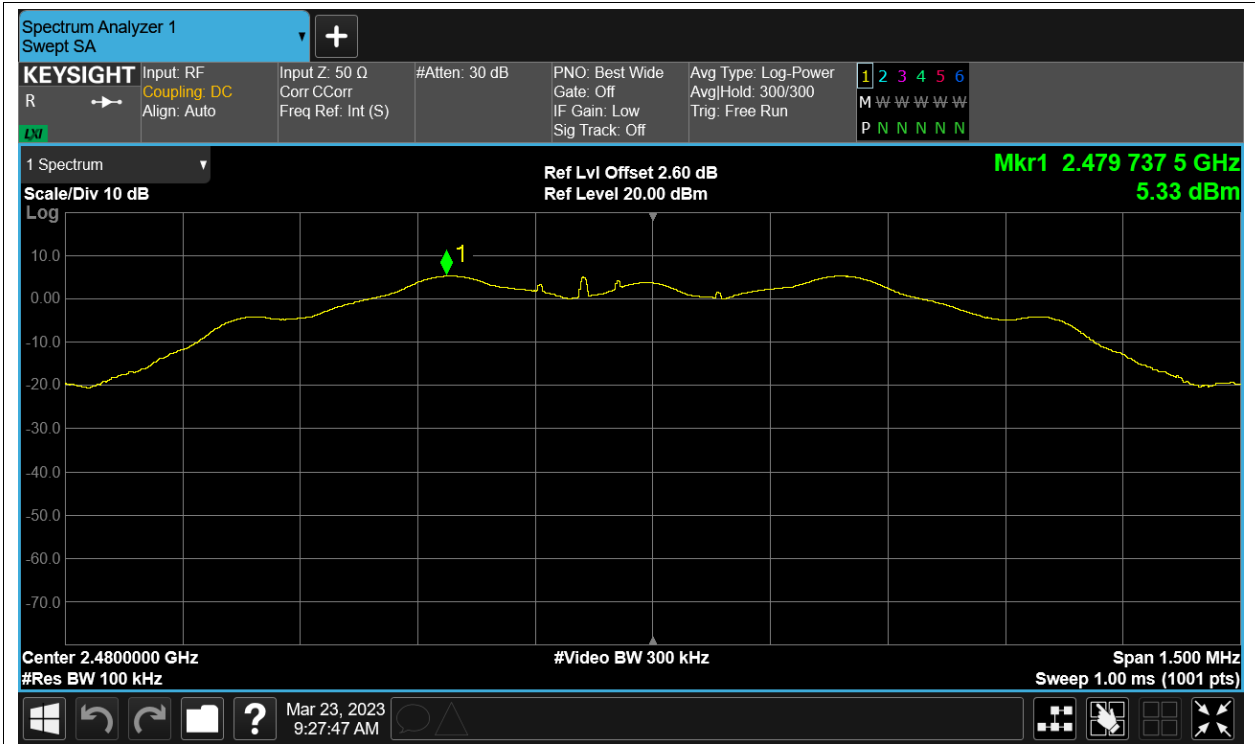 Spectrum Analyzer 1
Swept SA
KEYSIGHT
R
LXI
Input: RF
Coupling: DC
Align: Auto
Input Z: 50 Ω
Corr CCorr
Freq Ref: Int (S)
#Atten: 30 dB
PNO: Best Wide
Gate: Off
IF Gain: Low
Sig Track: Off
Avg Type: Log-Power
Avg|Hold: 300/300
Trig: Free Run
1 2 3 4 5 6
M W W W W W
P N N N N N
1 Spectrum
Scale/Div 10 dB
Log
Ref Lvl Offset 2.60 dB
Ref Level 20.00 dBm
Mkr1 2.479 737 5 GHz
5.33 dBm
1
10.0
0.00
-10.0
-20.0
-30.0
-40.0
-50.0
-60.0
-70.0
Center 2.4800000 GHz
#Video BW 300 kHz
Span 1.500 MHz
#Res BW 100 kHz
Sweep 1.00 ms (1001 pts)
?
Mar 23, 2023
9:27:47 AM